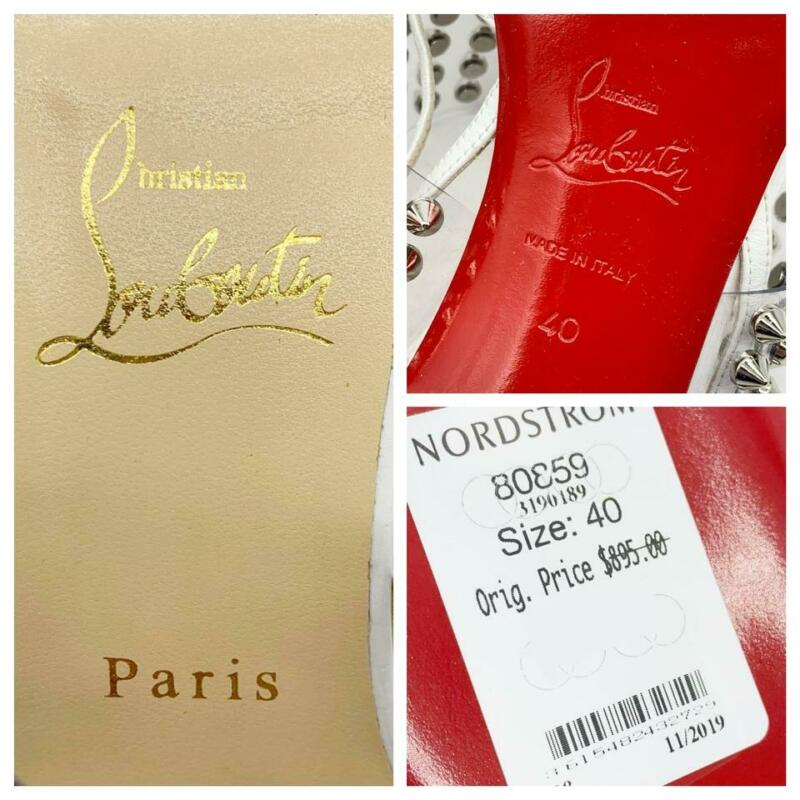 Christian
Louboutin
Paris
Christian
Louboutin
MADE IN ITALY
40
NORDSTROM
3190189
Size: 40
Orig. Price $895.00
3615482432729
11/2019